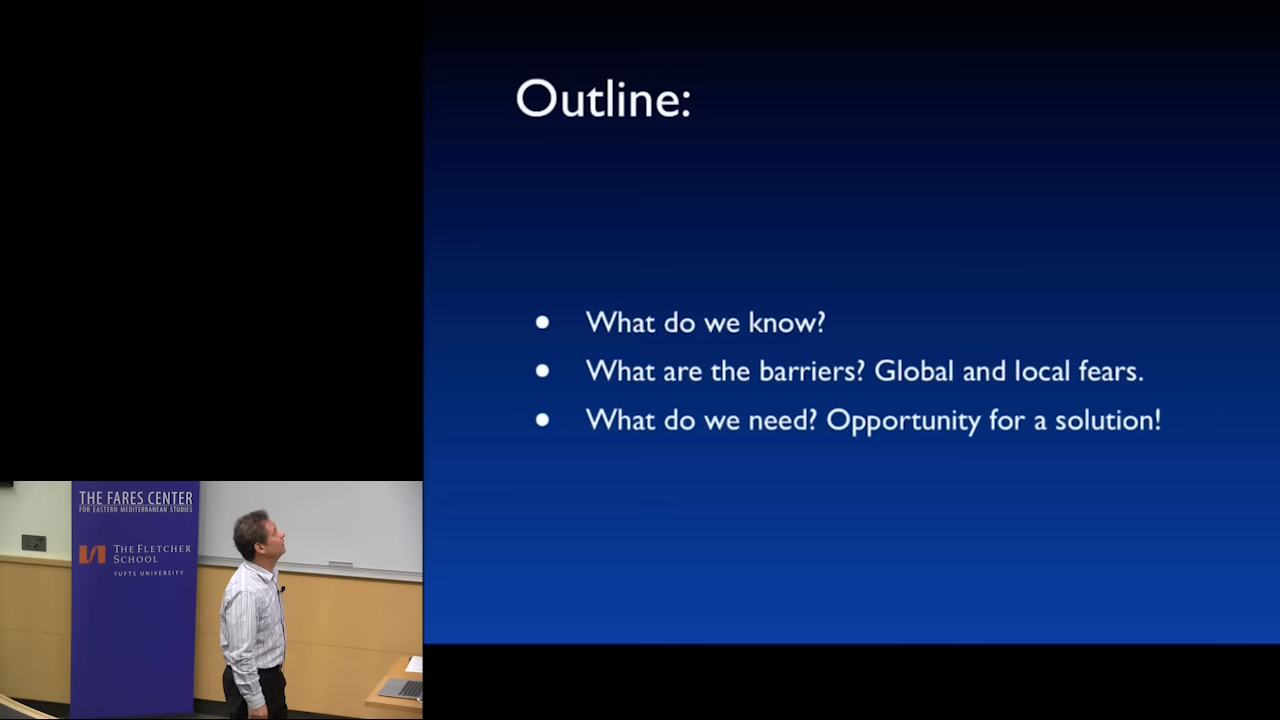 Outline:
What do we know?
What are the barriers? Global and local fears.
What do we need? Opportunity for a solution!
THE FARES CENTER
FOR EASTERN MEDITERRANEAN STUDIES
THE FLETCHER
SCHOOL
TUFTS UNIVERSITY